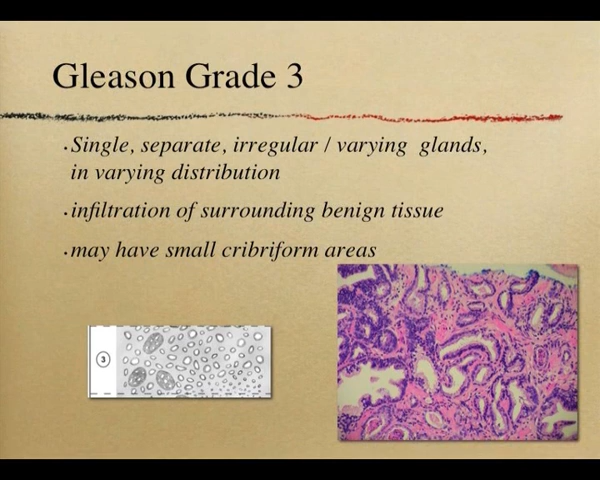 Gleason Grade 3
• Single, separate, irregular / varying glands,
in varying distribution
• infiltration of surrounding benign tissue
• may have small cribriform areas
3